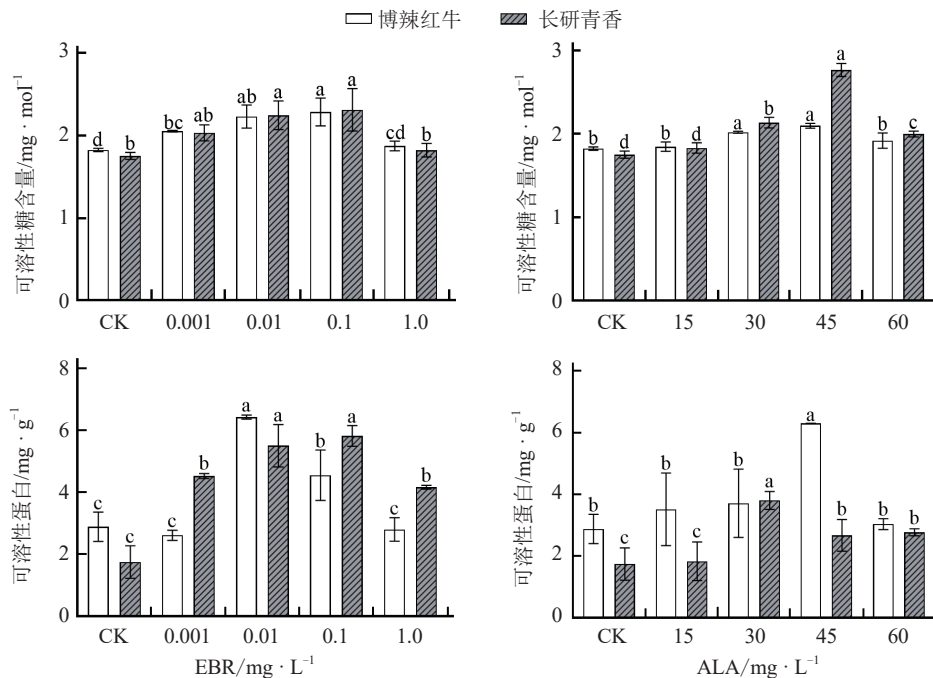 博辣红牛 长研青香
可溶性糖含量/mg · mol⁻¹
3
2
1
0
d b bc ab ab a a a cd b
CK 0.001 0.01 0.1 1.0
可溶性糖含量/mg · mol⁻¹
3
2
1
0
b d b d a b a a b c
CK 15 30 45 60
可溶性蛋白/mg · g⁻¹
8
6
4
2
0
c c c b a a b a c b
CK 0.001 0.01 0.1 1.0
EBR/mg · L⁻¹
可溶性蛋白/mg · g⁻¹
8
6
4
2
0
b c b c b a a b b b
CK 15 30 45 60
ALA/mg · L⁻¹